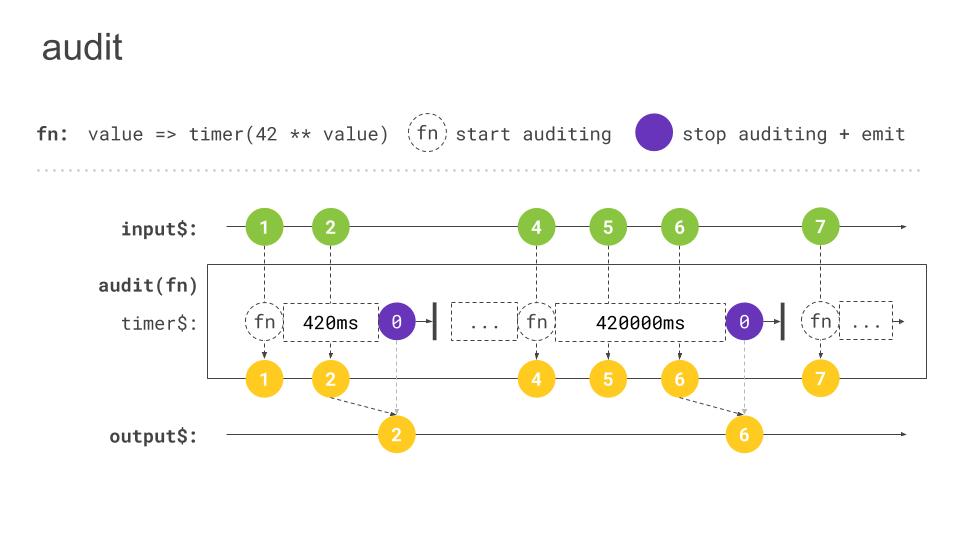 audit
fn: value => timer(42 ** value) fn start auditing stop auditing + emit
input$: 1 2 4 5 6 7
audit(fn)
timer$: fn 420ms 0 ... fn 420000ms 0 fn ...
1 2 4 5 6 7
output$: 2 6